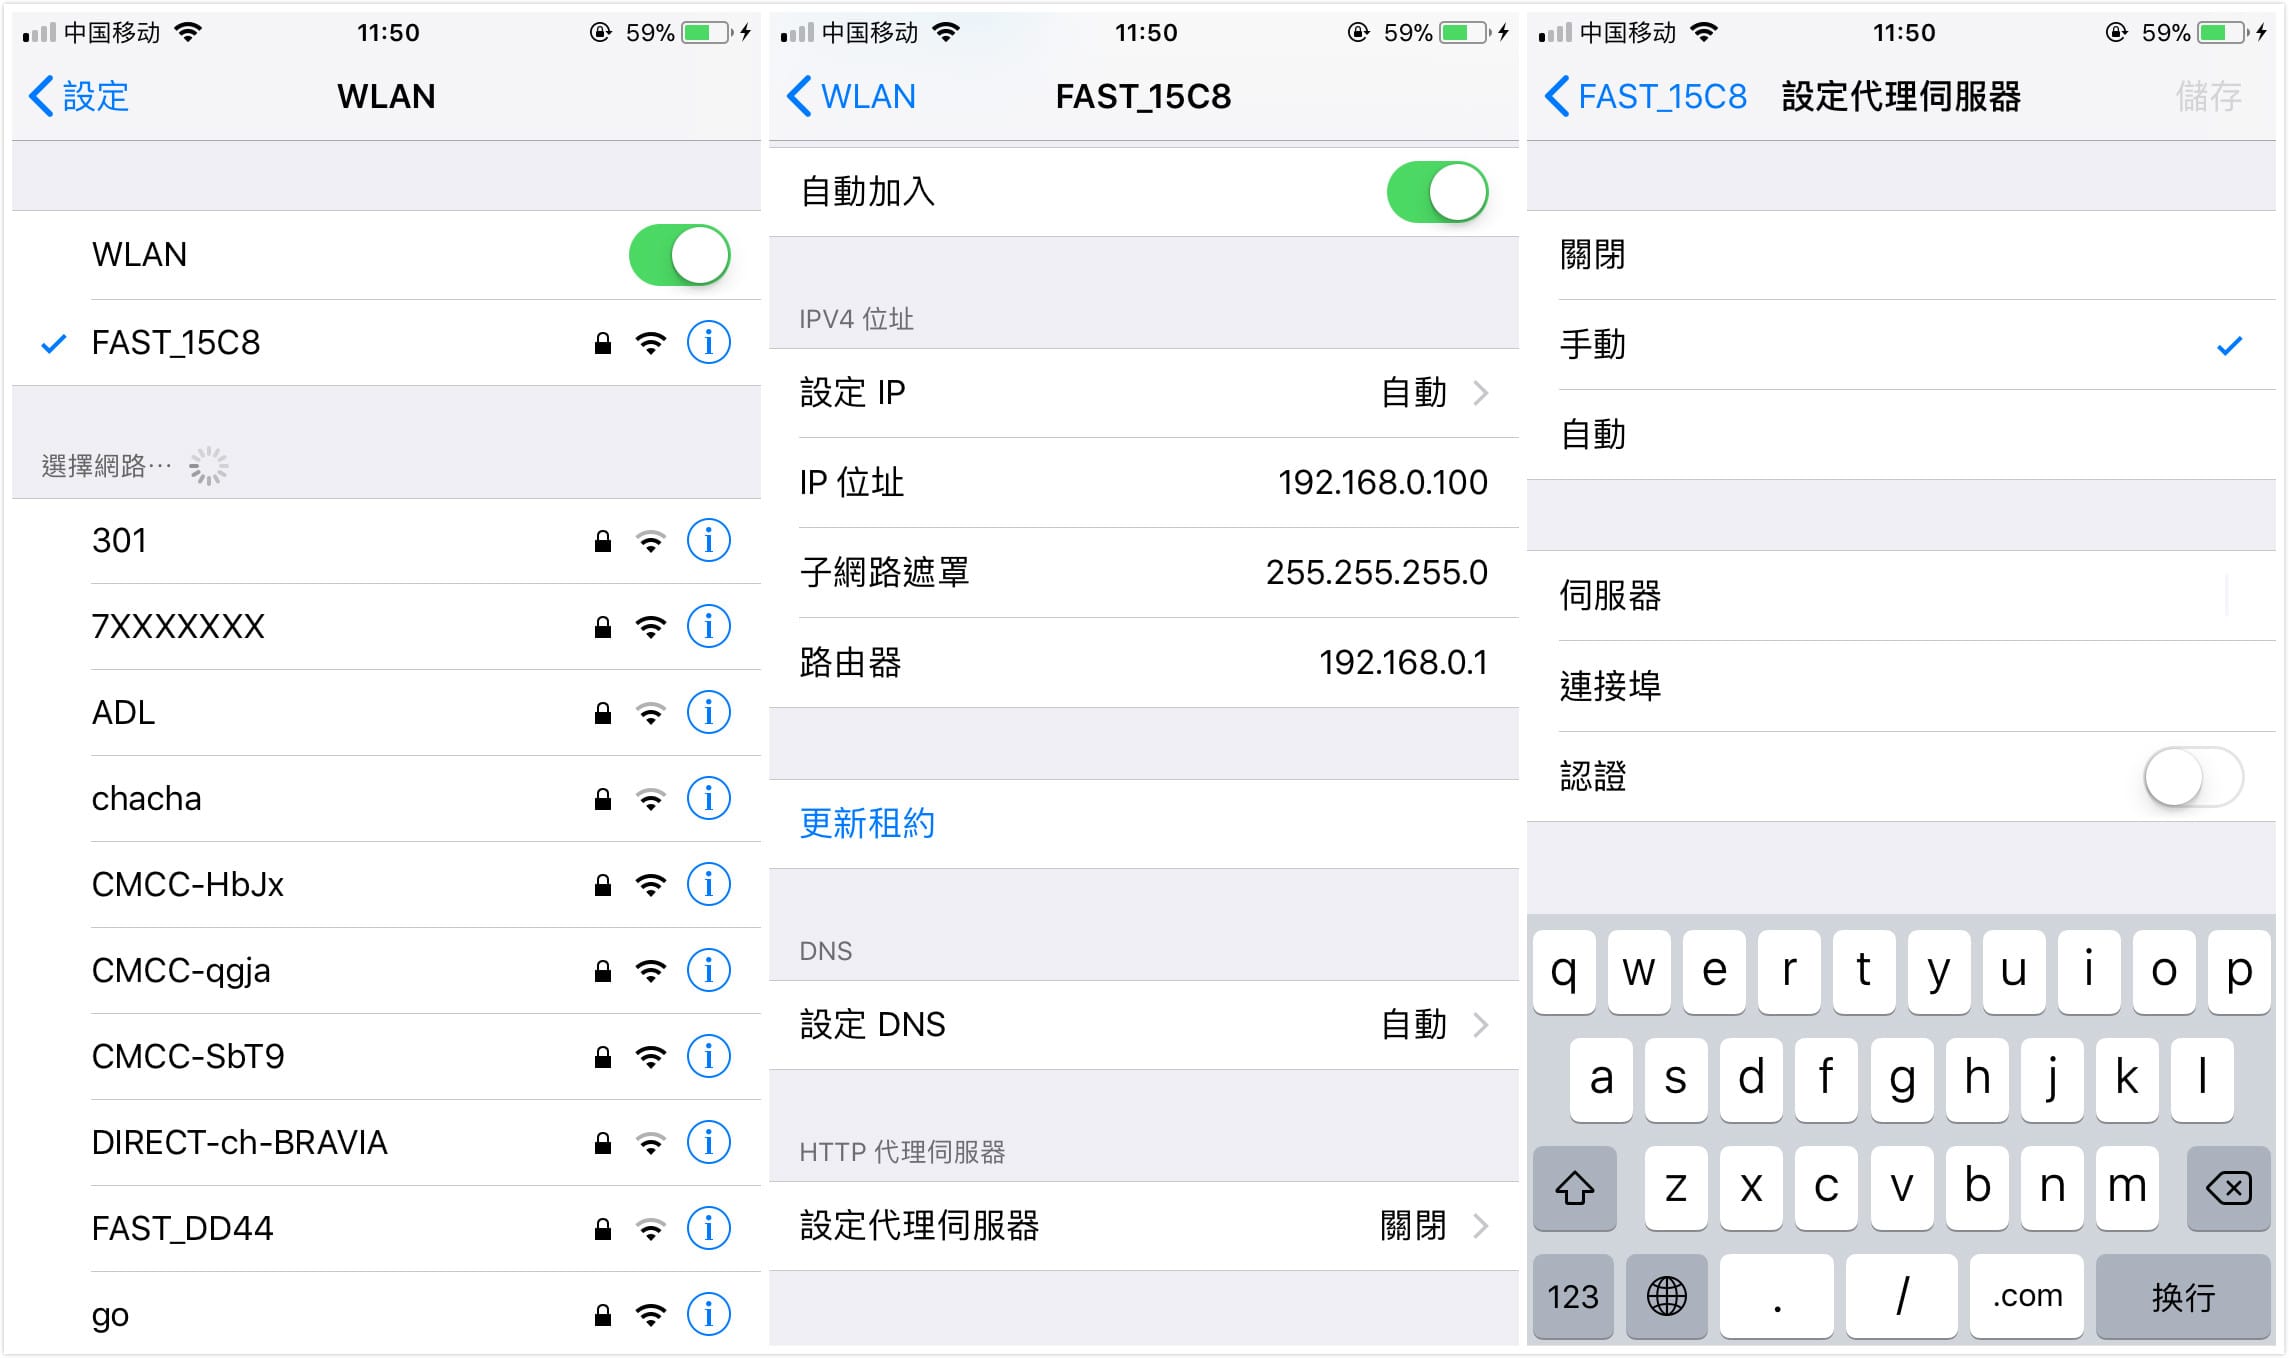 中国移动 11:50 59%
設定 WLAN
WLAN
FAST_15C8
選擇網路...
301
7XXXXXXX
ADL
chacha
CMCC-HbJx
CMCC-qgja
CMCC-SbT9
DIRECT-ch-BRAVIA
FAST_DD44
go
中国移动 11:50 59%
WLAN FAST_15C8
自動加入
IPV4 位址
設定 IP 自動
IP 位址 192.168.0.100
子網路遮罩 255.255.255.0
路由器 192.168.0.1
更新租約
DNS
設定 DNS 自動
HTTP 代理伺服器
設定代理伺服器 關閉
中国移动 11:50 59%
FAST_15C8 設定代理伺服器 儲存
關閉
手動
自動
伺服器
連接埠
認證
q w e r t y u i o p
a s d f g h j k l
z x c v b n m
123 . / .com 换行